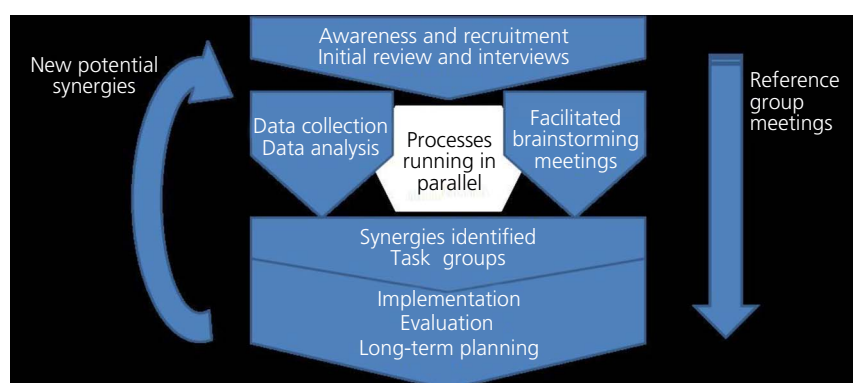 Awareness and recruitment
Initial review and interviews
New potential
synergies
Reference
group
meetings
Data collection
Data analysis
Processes
running in
parallel
Facilitated
brainstorming
meetings
Synergies identified
Task groups
Implementation
Evaluation
Long-term planning